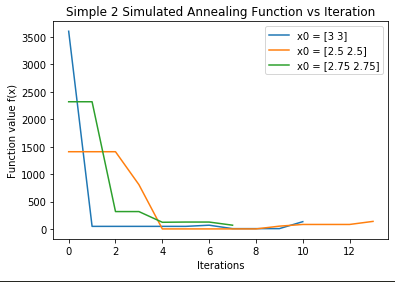 Simple 2 Simulated Annealing Function vs Iteration
x0 = [3 3]
x0 = [2.5 2.5]
x0 = [2.75 2.75]
Function value f(x)
3500
3000
2500
2000
1500
1000
500
0
0 2 4 6 8 10 12
Iterations